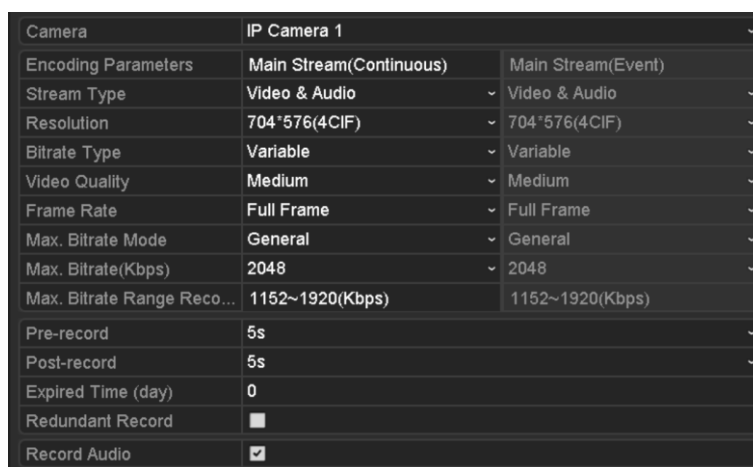 Camera IP Camera 1
Encoding Parameters Main Stream(Continuous) Main Stream(Event)
Stream Type Video & Audio Video & Audio
Resolution 704*576(4CIF) 704*576(4CIF)
Bitrate Type Variable Variable
Video Quality Medium Medium
Frame Rate Full Frame Full Frame
Max. Bitrate Mode General General
Max. Bitrate(Kbps) 2048 2048
Max. Bitrate Range Reco... 1152~1920(Kbps) 1152~1920(Kbps)
Pre-record 5s
Post-record 5s
Expired Time (day) 0
Redundant Record
Record Audio